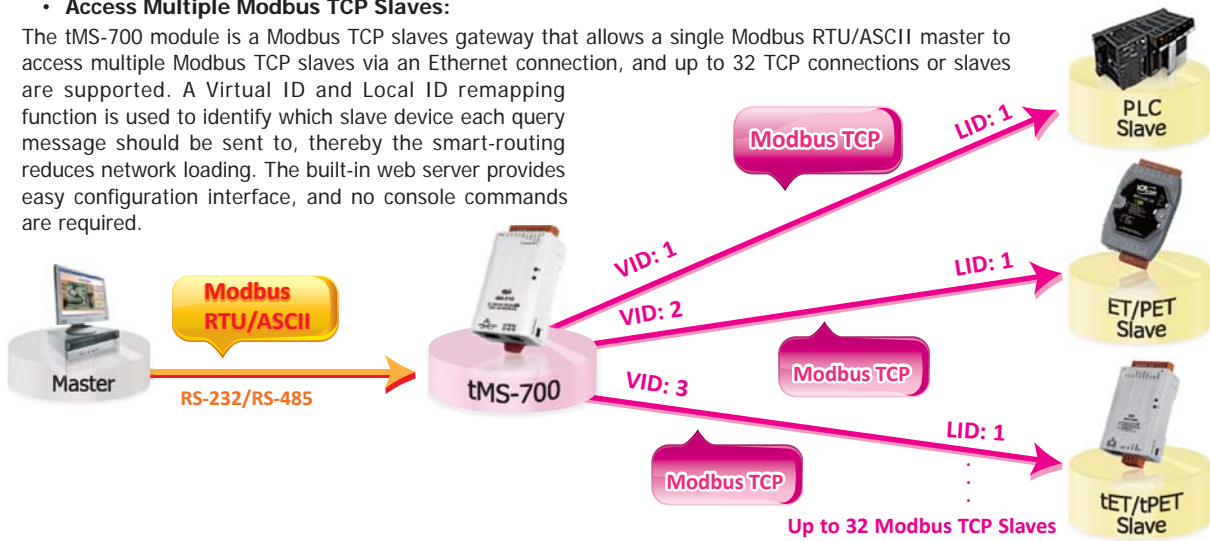 • Access Multiple Modbus TCP Slaves:
The tMS-700 module is a Modbus TCP slaves gateway that allows a single Modbus RTU/ASCII master to
access multiple Modbus TCP slaves via an Ethernet connection, and up to 32 TCP connections or slaves
are supported. A Virtual ID and Local ID remapping
function is used to identify which slave device each query
message should be sent to, thereby the smart-routing
reduces network loading. The built-in web server provides
easy configuration interface, and no console commands
are required.
Modbus TCP
LID: 1
PLC
Slave
VID: 1
LID: 1
ET/PET
Slave
Modbus
RTU/ASCII
VID: 2
Master
RS-232/RS-485
tMS-700
Modbus TCP
VID: 3
LID: 1
Modbus TCP
tET/tPET
Slave
Up to 32 Modbus TCP Slaves